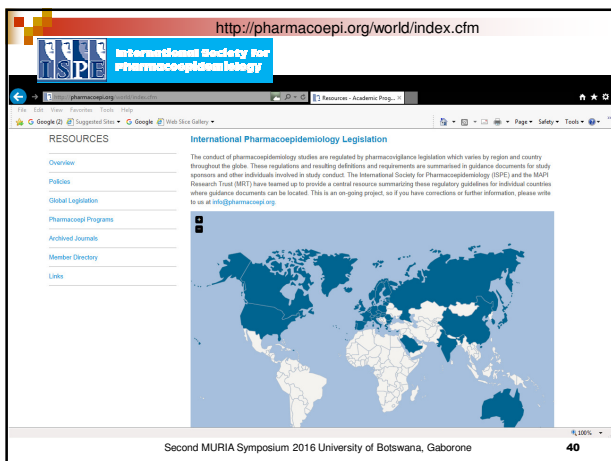 http://pharmacoepi.org/world/index.cfm
ISPE
International Society for
Pharmacoepidemiology
http://pharmacoepi.org/world/index.cfm
Resources - Academic Prog...
File Edit View Favorites Tools Help
Google (2) Suggested Sites Google Web Slice Gallery
Page Safety Tools
RESOURCES
Overview
Policies
Global Legislation
Pharmacoepi Programs
Archived Journals
Member Directory
Links
International Pharmacoepidemiology Legislation
The conduct of pharmacoepidemiology studies are regulated by pharmacovigilance legislation which varies by region and country
throughout the globe. These regulations and resulting definitions and requirements are summarised in guidance documents for study
sponsors and other individuals involved in study conduct. The International Society for Pharmacoepidemiology (ISPE) and the MAPI
Research Trust (MRT) have teamed up to provide a central resource summarizing these regulatory guidelines for individual countries
where guidance documents can be located. This is an on-going project, so if you have corrections or further information, please write
to us at info@pharmacoepi.org.
+
-
100%
Second MURIA Symposium 2016 University of Botswana, Gaborone
40